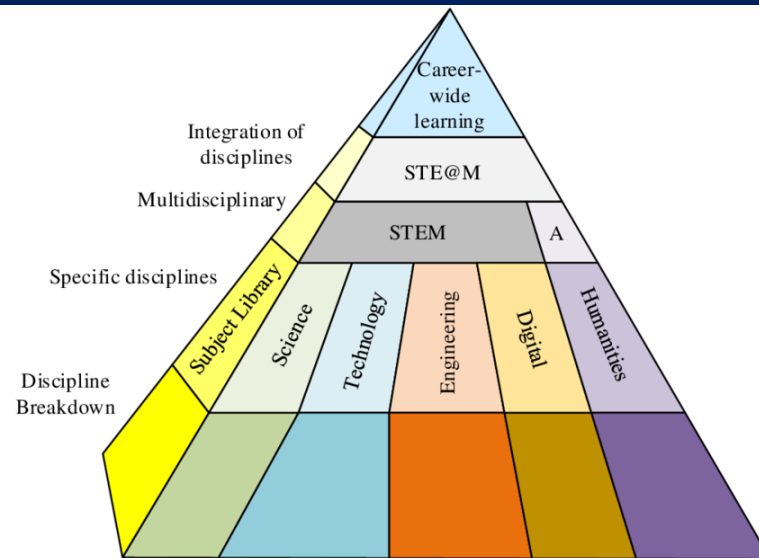 Career-
wide
learning
Integration of
disciplines
STE@M
Multidisciplinary
STEM
A
Specific disciplines
Subject Library
Science
Technology
Engineering
Digital
Humanities
Discipline
Breakdown